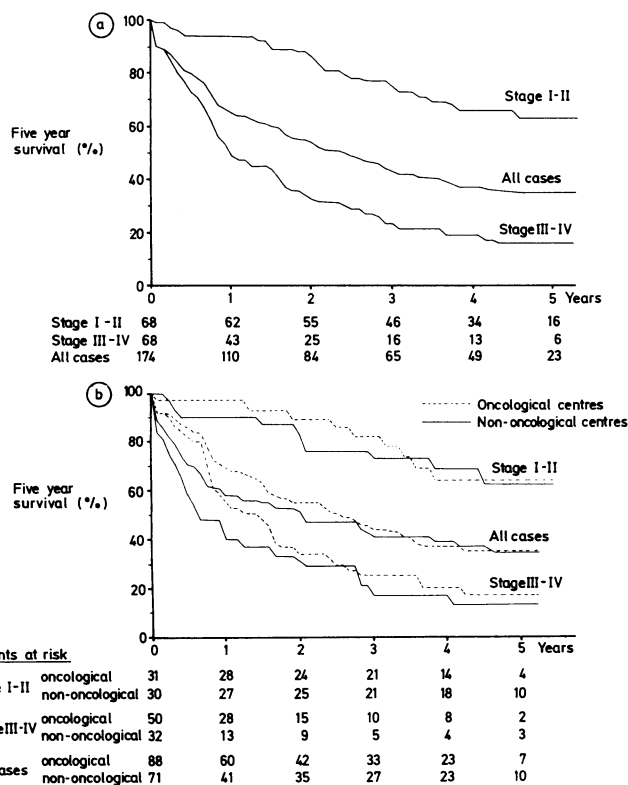 a
100
80
60
40
20
0
Five year
survival (%)
Stage I-II
All cases
Stage III-IV
0 1 2 3 4 5 Years
Stage I-II 68 62 55 46 34 16
Stage III-IV 68 43 25 16 13 6
All cases 174 110 84 65 49 23
b
100
80
60
40
20
0
Five year
survival (%)
Oncological centres
Non-oncological centres
Stage I-II
All cases
Stage III-IV
0 1 2 3 4 5 Years
nts at risk
e I-II oncological 31 28 24 21 14 4
non-oncological 30 27 25 21 18 10
eIII-IV oncological 50 28 15 10 8 2
non-oncological 32 13 9 5 4 3
ases oncological 88 60 42 33 23 7
non-oncological 71 41 35 27 23 10